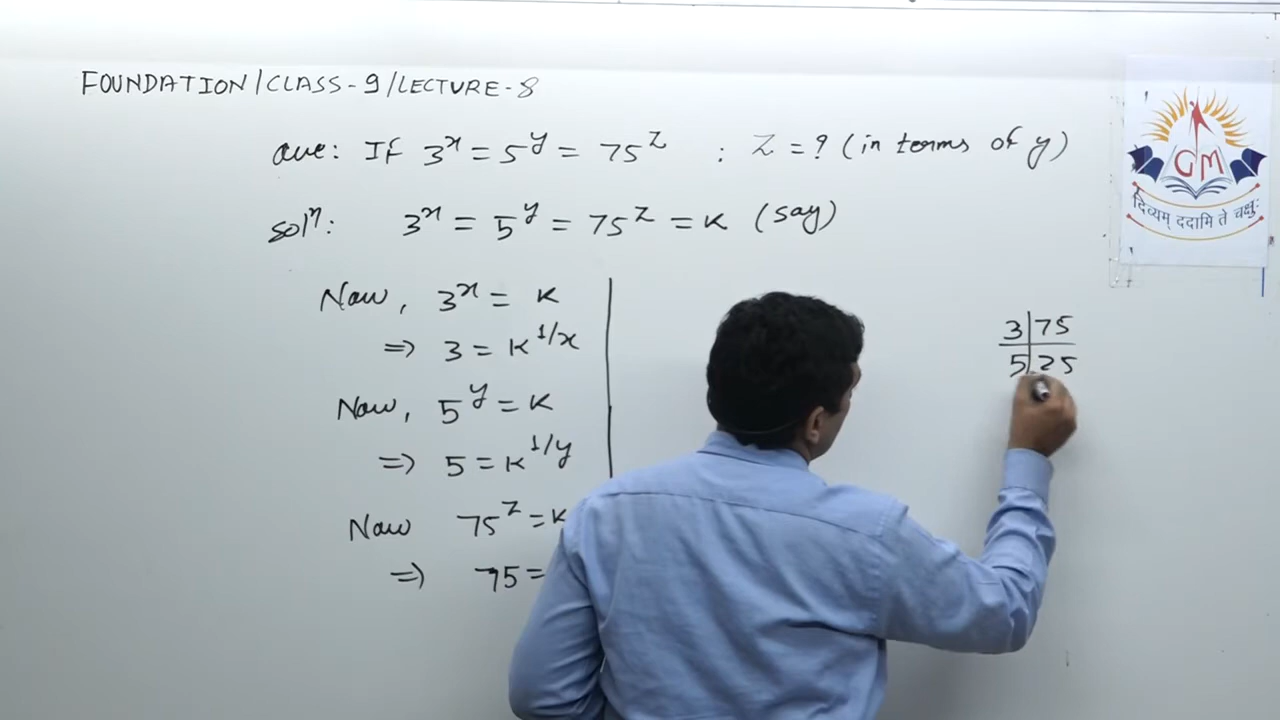 FOUNDATION/CLASS-9/LECTURE-8
Que: If 3^x = 5^y = 75^z : z = ? (in terms of y)
solⁿ: 3^x = 5^y = 75^z = K (say)
Now, 3^x = K
=> 3 = K^1/x
Now, 5^y = K
=> 5 = K^1/y
Now 75^z = K
=> 75 =
3|75
5|25
GM
दिव्यम् ददामि ते चक्षुः